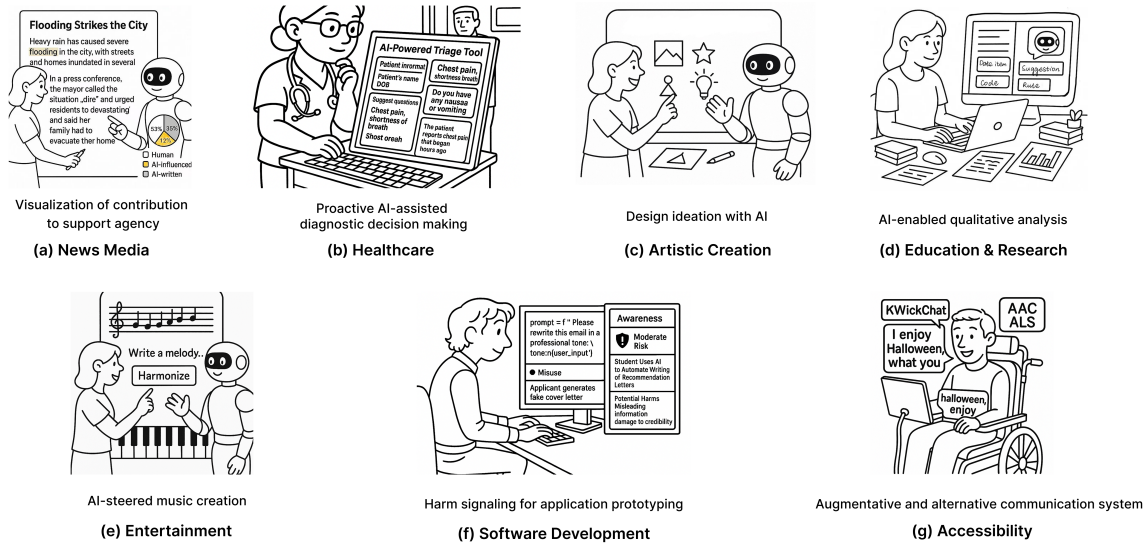 Flooding Strikes the City
Heavy rain has caused severe
flooding in the city, with streets
and homes inundated in several
In a press conference,
the mayor called the
situation „dire” and urged
residents to devastating'
and said her
family had to
evacuate ther home
53% 35%
12%
Human
AI-influenced
AI-written
Visualization of contribution
to support agency
(a) News Media
AI-Powered Triage Tool
Patient inrormat
Patient's name
DOB
Suggest questions
Chest pain,
shortness of
breath
Shost oreah
Chest pain,
shortness breath
Do you have
any nausaa
or vomiting
The patient
reports chest pain
that began
hours ago
Proactive AI-assisted
diagnostic decision making
(b) Healthcare
Design ideation with AI
(c) Artistic Creation
Data item
Code
Suggestion
Rule
AI-enabled qualitative analysis
(d) Education & Research
Write a melody..
Harmonize
AI-steered music creation
(e) Entertainment
prompt = f " Please
rewrite this email in a
professional tone: \
tone:n{user_input')
Misuse
Applicant generates
fake cover letter
Awareness
Moderate
Risk
Student Uses AI
to Automate Writing
of Recommendation
Letters
Potential Harms
Misleading
information
damage to credibility
Harm signaling for application prototyping
(f) Software Development
KWickChat
I enjoy
Halloween,
what you
AAC
ALS
halloween,
enjoy
Augmentative and alternative communication system
(g) Accessibility